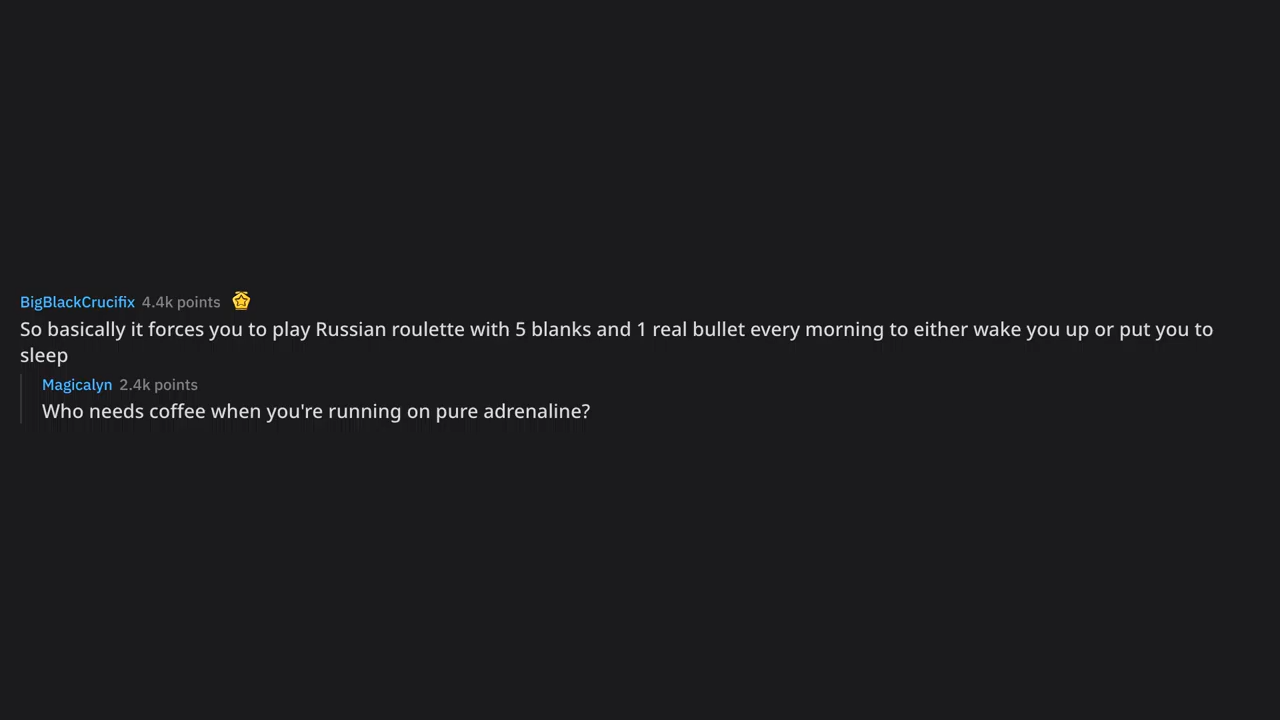 BigBlackCrucifix 4.4k points
So basically it forces you to play Russian roulette with 5 blanks and 1 real bullet every morning to either wake you up or put you to
sleep
Magicalyn 2.4k points
Who needs coffee when you're running on pure adrenaline?